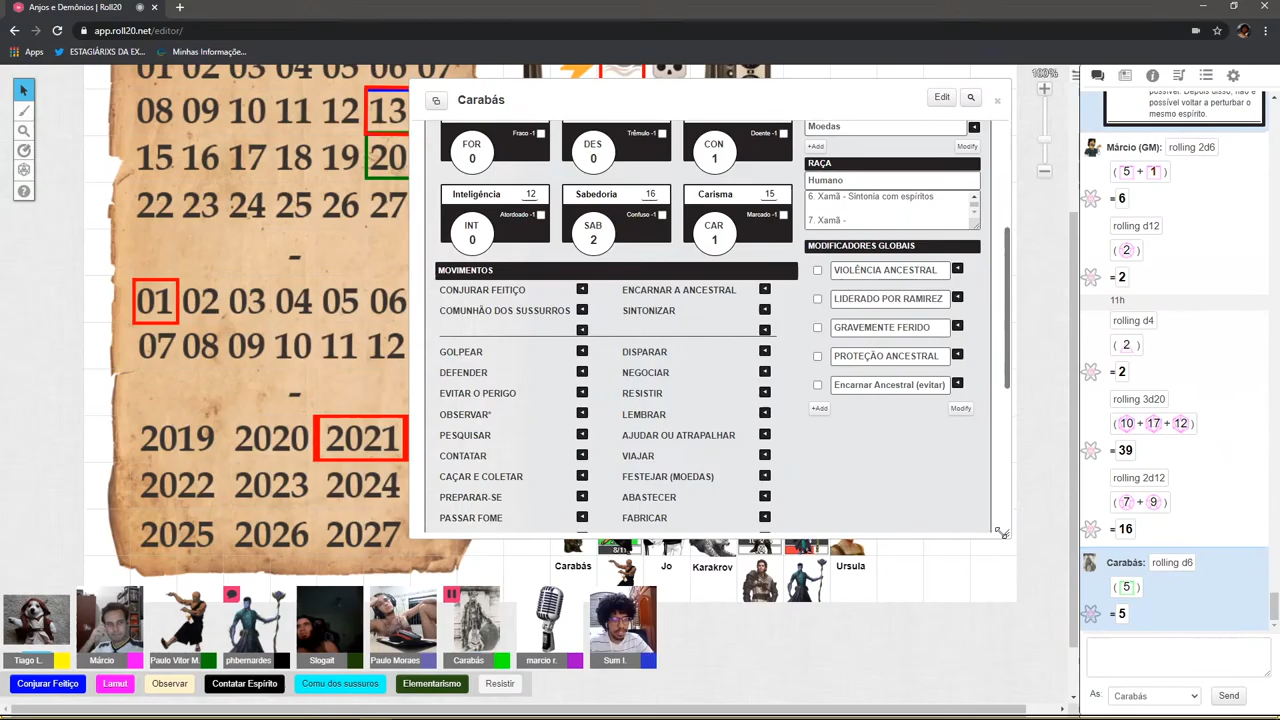 Anjos e Demônios | Roll20
app.roll20.net/editor/
Apps
ESTAGIÁRIXS DA EX...
Minhas Informaçõe...
01 02 03 04 05 06 07
08 09 10 11 12 13
15 16 17 18 19 20
22 23 24 25 26 27
-
01 02 03 04 05 06
07 08 09 10 11 12
-
2019 2020 2021
2022 2023 2024
2025 2026 2027
Carabás
Edit
Fraco -1
FOR
0
Trêmulo -1
DES
0
Doente -1
CON
1
Inteligência 12
Atordoado -1
INT
0
Sabedoria 16
Confuso -1
SAB
2
Carisma 15
Marcado -1
CAR
1
Moedas
+Add
Modify
RAÇA
Humano
6. Xamã - Sintonia com espíritos
7. Xamã -
MOVIMENTOS
CONJURAR FEITIÇO
ENCARNAR A ANCESTRAL
COMUNHÃO DOS SUSSURROS
SINTONIZAR
GOLPEAR
DISPARAR
DEFENDER
NEGOCIAR
EVITAR O PERIGO
RESISTIR
OBSERVAR*
LEMBRAR
PESQUISAR
AJUDAR OU ATRAPALHAR
CONTATAR
VIAJAR
CAÇAR E COLETAR
FESTEJAR (MOEDAS)
PREPARAR-SE
ABASTECER
PASSAR FOME
FABRICAR
MODIFICADORES GLOBAIS
VIOLÊNCIA ANCESTRAL
LIDERADO POR RAMIREZ
GRAVEMENTE FERIDO
PROTEÇÃO ANCESTRAL
Encarnar Ancestral (evitar)
+Add
Modify
100%
Carabás
8/11
Jo
Karakrov
Ursula
Tiago L.
Márcio
Paulo Vitor M.
phbernardes
Slogait
Paulo Moraes
Carabás
marcio r.
Sum I.
Conjurar Feitiço
Lamut
Observar
Contatar Espírito
Comu dos sussuros
Elementarismo
Resistir
possível. Depois disso, não é
possível voltar a perturbar o
mesmo espírito.
Márcio (GM): rolling 2d6
(5+1)
= 6
rolling d12
(2)
= 2
11h
rolling d4
(2)
= 2
rolling 3d20
(10+17+12)
= 39
rolling 2d12
(7+9)
= 16
Carabás: rolling d6
(5)
= 5
As: Carabás
Send